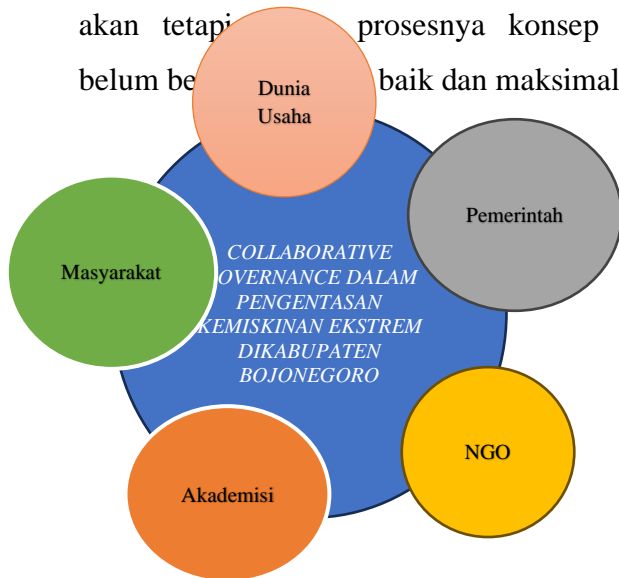 akan tetapi prosesnya konsep
belum be baik dan maksimal
Dunia
Usaha
Pemerintah
Masyarakat
COLLABORATIVE
OVERNANCE DALAM
PENGENTASAN
KEMISKINAN EKSTREM
DIKABUPATEN
BOJONEGORO
NGO
Akademisi